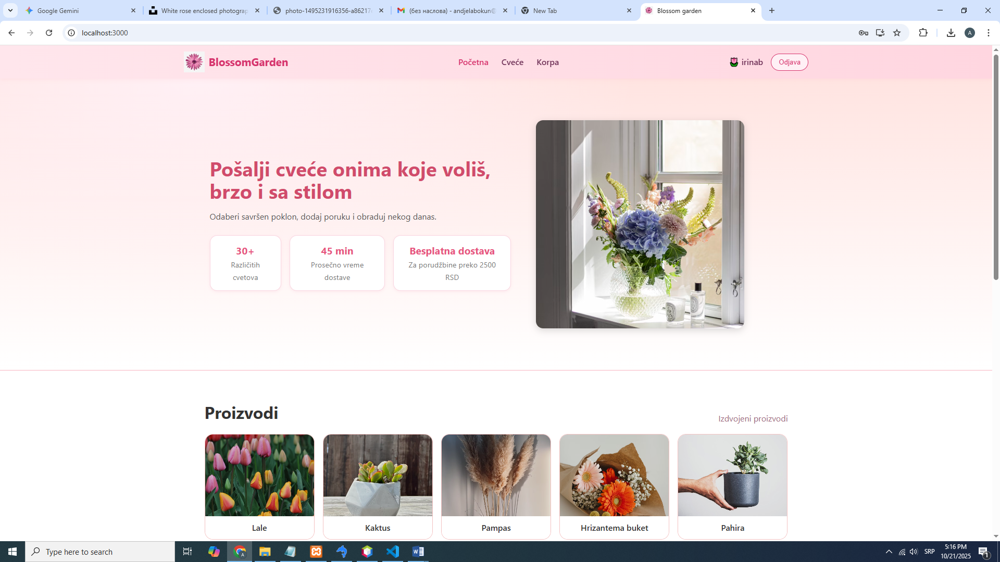 Google Gemini
White rose enclosed photograp
photo-1495231916356-a86217
(без наслова) - andjelabokun@
New Tab
Blossom garden
localhost:3000
A
BlossomGarden
Početna
Cveće
Korpa
irinab
Odjava
Pošalji cveće onima koje voliš,
brzo i sa stilom
Odaberi savršen poklon, dodaj poruku i obraduj nekog danas.
30+
Različitih
cvetova
45 min
Prosečno vreme
dostave
Besplatna dostava
Za porudžbine preko 2500
RSD
Proizvodi
Izdvojeni proizvodi
Lale
Kaktus
Pampas
Hrizantema buket
Pahira
Type here to search
SRP
5:16 PM
10/21/2025
1